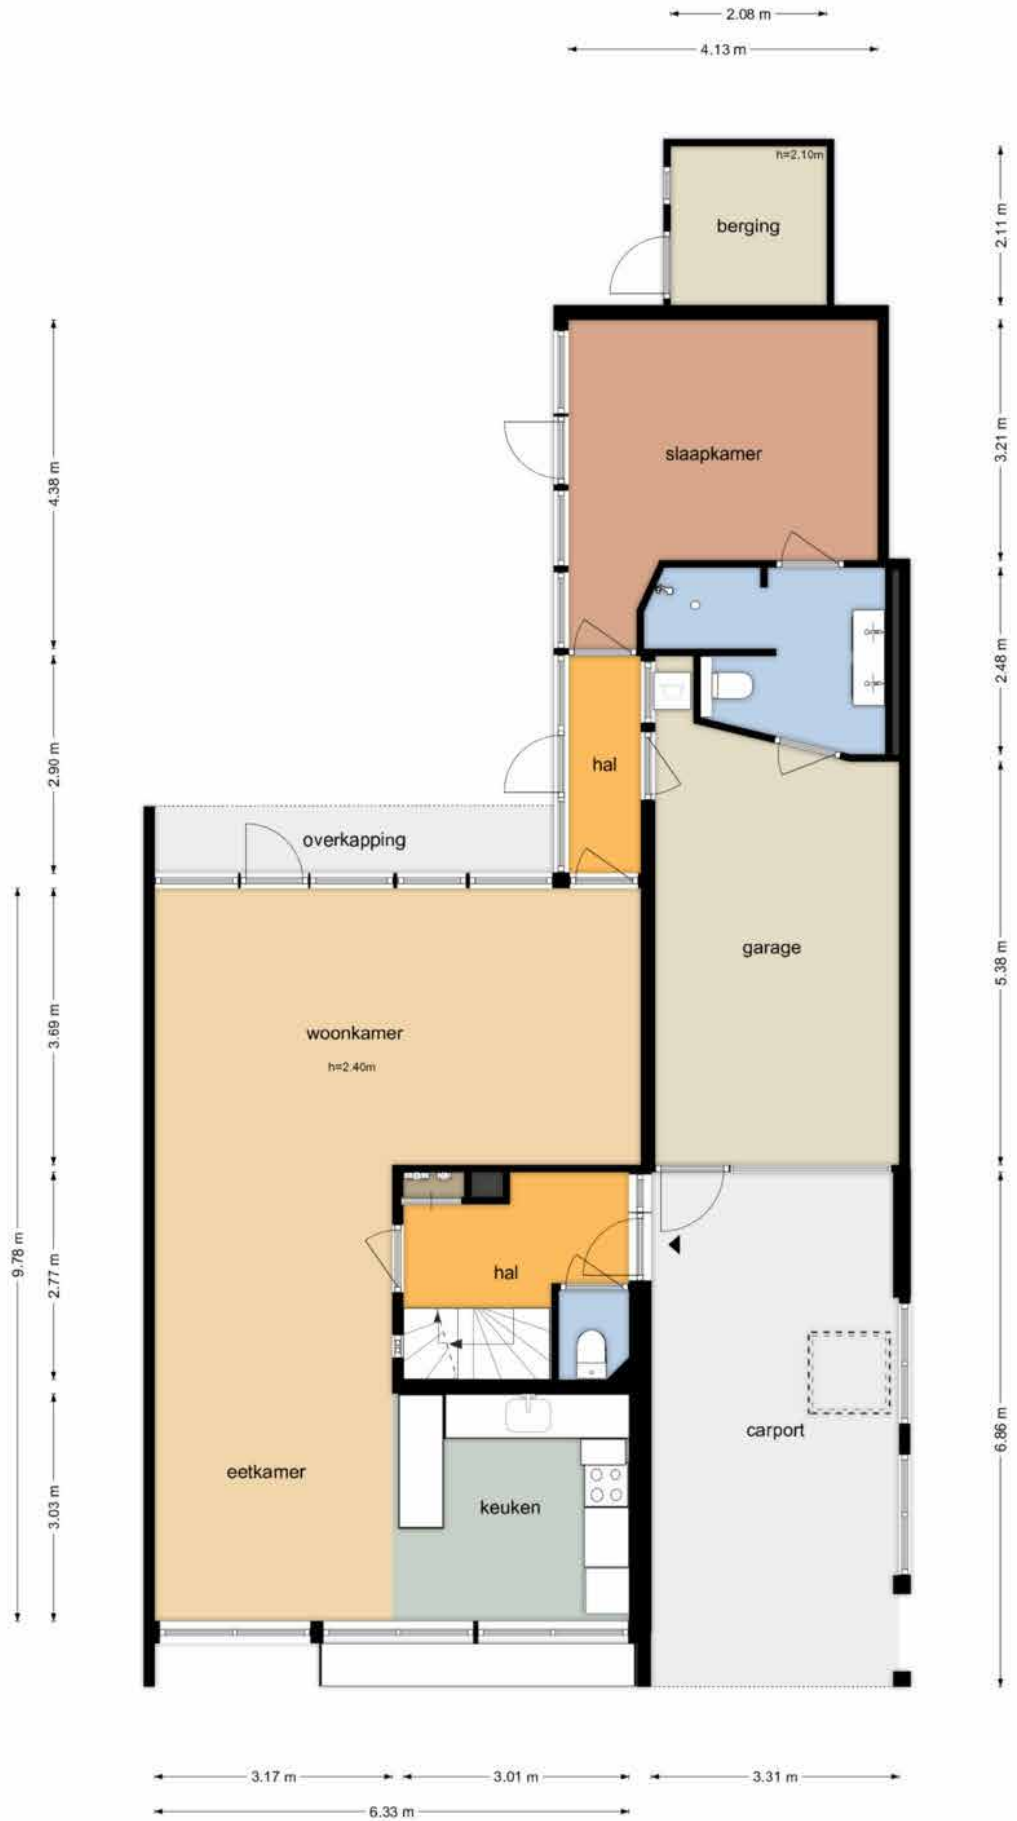 2.08 m
4.13 m
h=2.10m
berging
2.11 m
slaapkamer
3.21 m
4.38 m
2.48 m
hal
2.90 m
overkapping
garage
5.38 m
woonkamer
h=2.40m
3.69 m
9.78 m
hal
2.77 m
carport
6.86 m
eetkamer
keuken
3.03 m
3.17 m
3.01 m
3.31 m
6.33 m